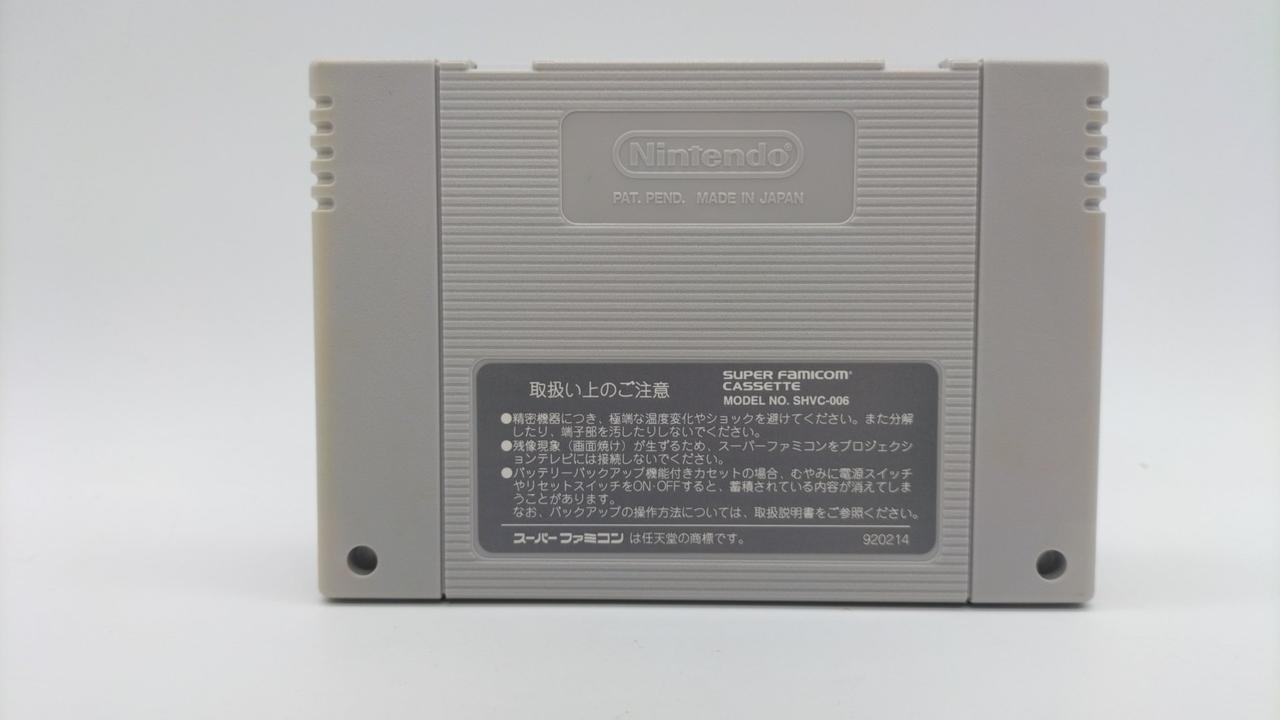 Nintendo®
PAT. PEND. MADE IN JAPAN
取扱い上のご注意
SUPER FAMICOM®
CASSETTE
MODEL NO. SHVC-006
●精密機器につき、極端な温度変化やショックを避けてください。また分解
したり、端子部を汚したりしないでください。
●残像現象（画面焼け）が生ずるため、スーパーファミコンをプロジェクシ
ョンテレビには接続しないでください。
●バッテリーバックアップ機能付きカセットの場合、むやみに電源スイッチ
やリセットスイッチをON・OFFすると、蓄積されている内容が消えてしま
うことがあります。
なお、バックアップの操作方法については、取扱説明書をご参照ください。
スーパーファミコン は任天堂の商標です。
920214